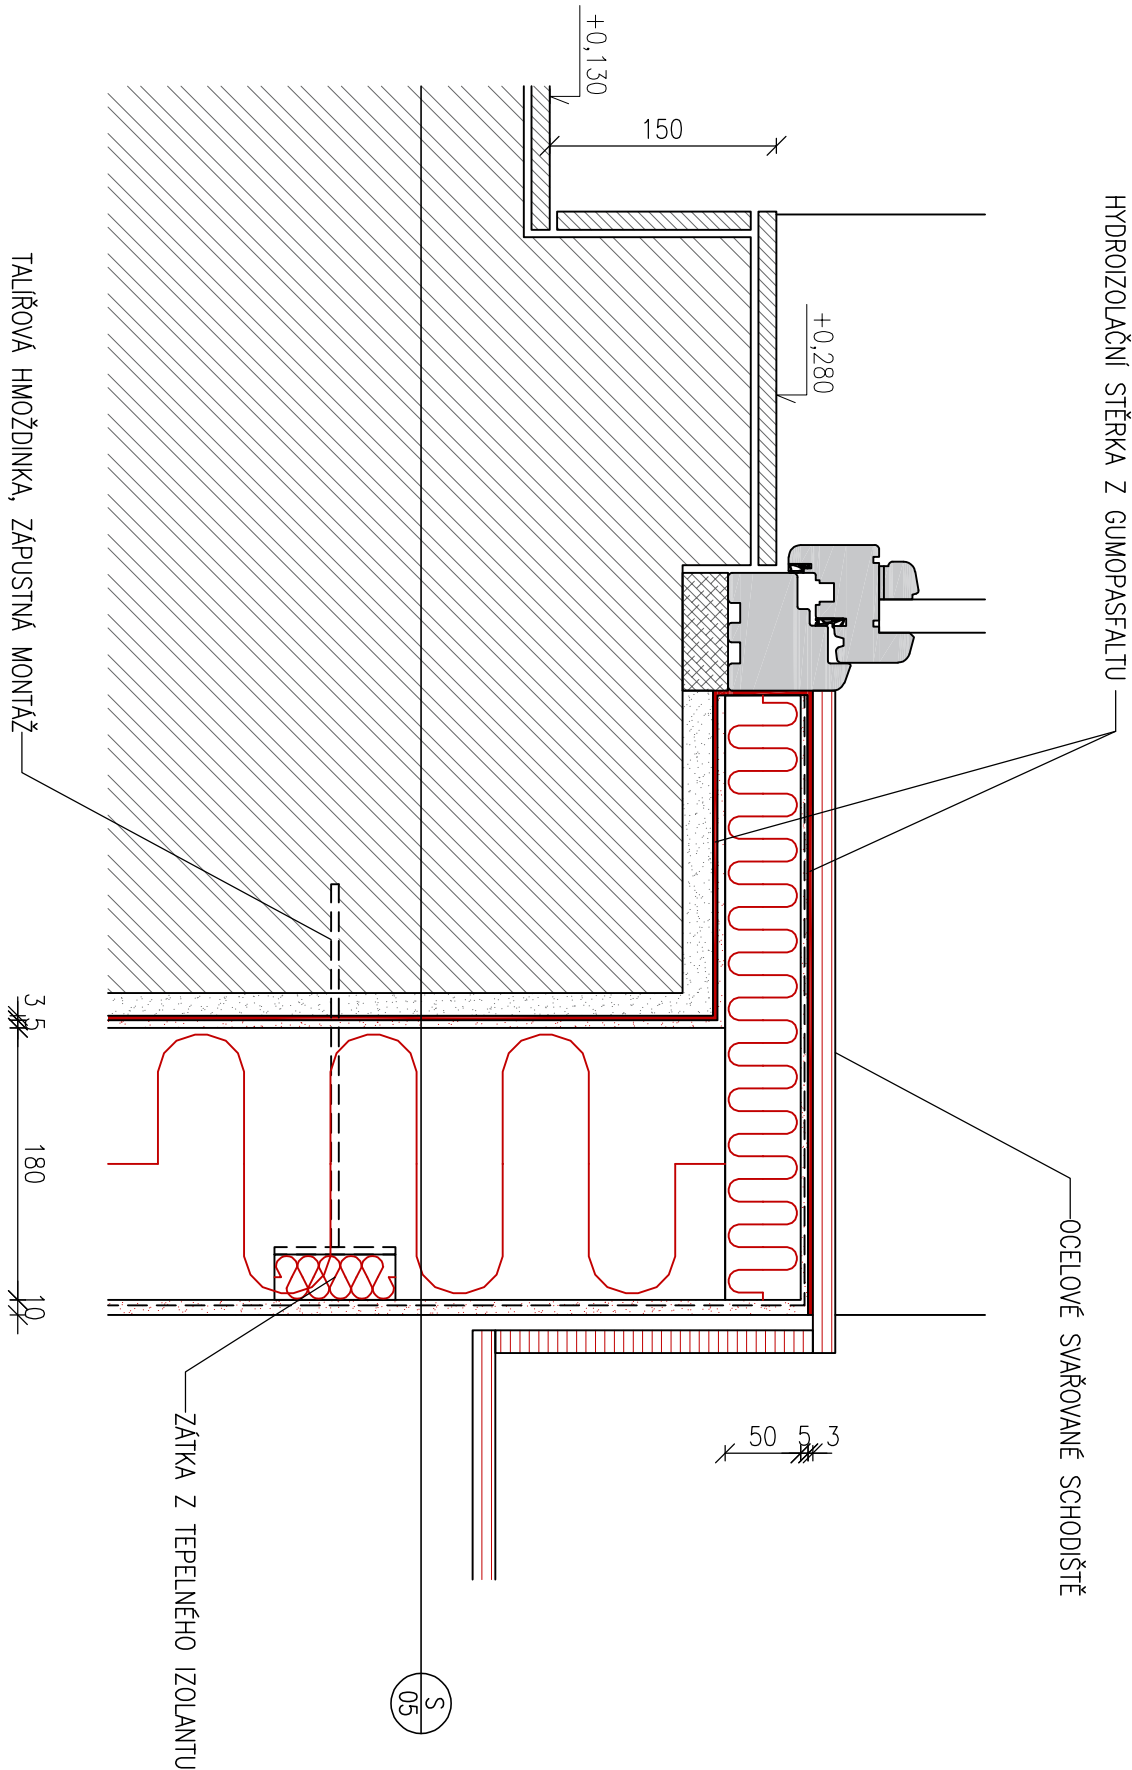 +0,130
150
HYDROIZOLAČNÍ STĚRKA Z GUMOPASFALTU
+0,280
TALÍŘOVÁ HMOŽDINKA, ZÁPUSTNÁ MONTÁŽ
3 5
180
10
OCELOVÉ SVAŘOVANÉ SCHODIŠTĚ
50 5 3
ZÁTKA Z TEPELNÉHO IZOLANTU
S
05